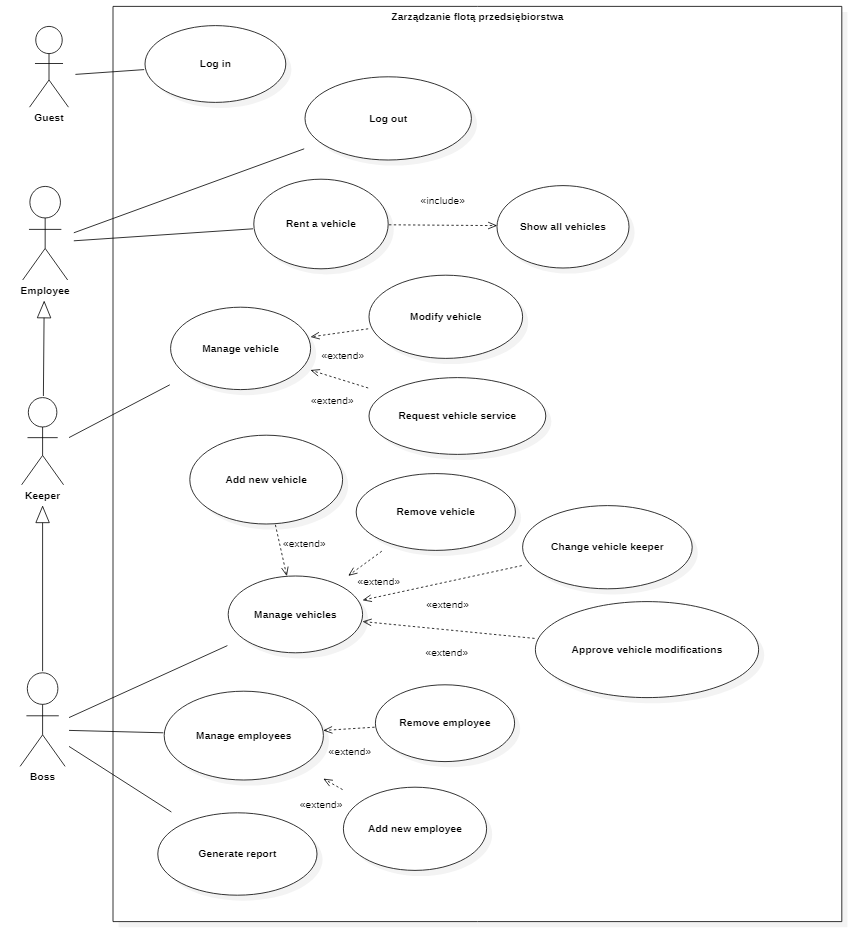 Zarządzanie flotą przedsiębiorstwa
Log in
Guest
Log out
«include»
Rent a vehicle
Show all vehicles
Employee
Modify vehicle
Manage vehicle
«extend»
«extend»
Request vehicle service
Add new vehicle
Keeper
Remove vehicle
«extend»
Change vehicle keeper
«extend»
«extend»
Manage vehicles
Approve vehicle modifications
«extend»
Remove employee
Manage employees
«extend»
Boss
«extend»
Add new employee
Generate report